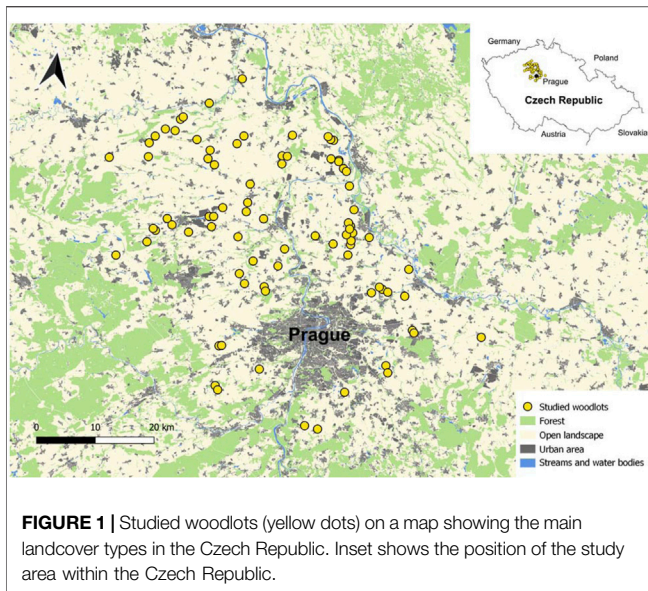 Germany
Poland
Prague
Czech Republic
Austria
Slovakia
Prague
0 10 20 km
Studied woodlots
Forest
Open landscape
Urban area
Streams and water bodies
FIGURE 1 | Studied woodlots (yellow dots) on a map showing the main
landcover types in the Czech Republic. Inset shows the position of the study
area within the Czech Republic.